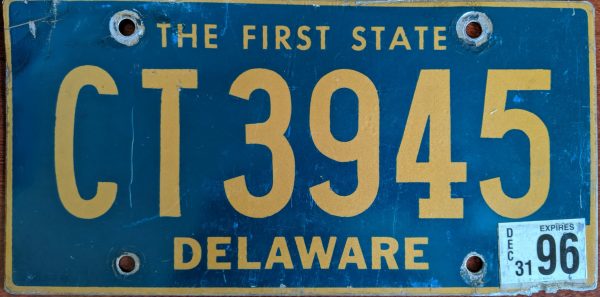 THE FIRST STATE
CT3945
DELAWARE
EXPIRES
DEC 31 96